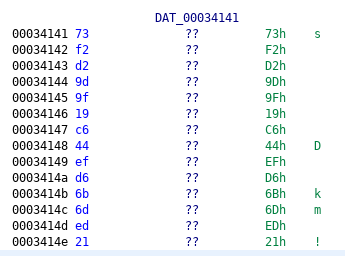 DAT_00034141
00034141 73 ?? 73h s
00034142 f2 ?? F2h
00034143 d2 ?? D2h
00034144 9d ?? 9Dh
00034145 9f ?? 9Fh
00034146 19 ?? 19h
00034147 c6 ?? C6h
00034148 44 ?? 44h D
00034149 ef ?? EFh
0003414a d6 ?? D6h
0003414b 6b ?? 6Bh k
0003414c 6d ?? 6Dh m
0003414d ed ?? EDh
0003414e 21 ?? 21h !